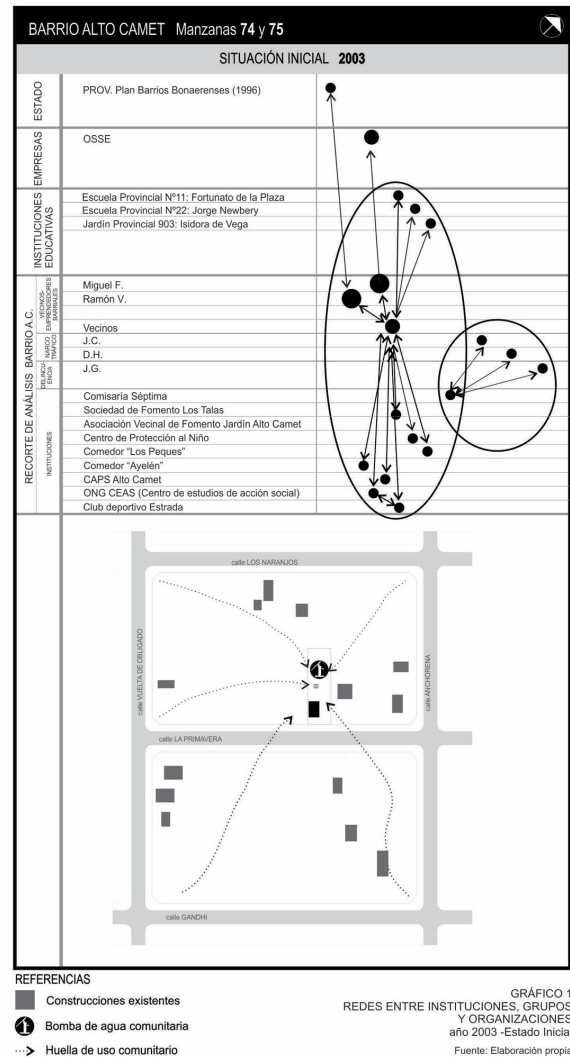 BARRIO ALTO CAMET Manzanas 74 y 75
SITUACIÓN INICIAL 2003
ESTADO
PROV. Plan Barrios Bonaerenses (1996)
EMPRESAS
OSSE
INSTITUCIONES
EDUCATIVAS
Escuela Provincial Nº11: Fortunato de la Plaza
Escuela Provincial Nº22: Jorge Newbery
Jardín Provincial 903: Isidora de Vega
RECORTE DE ANÁLISIS BARRIO A.C.
VECINOS-
EMPRENDEDORES
BARRIALES
Miguel F.
Ramón V.
Vecinos
NARCO
TRÁFICO
J.C.
D.H.
DELINCU-
ENCIA
J.G.
INSTITUCIONES
Comisaria Séptima
Sociedad de Fomento Los Talas
Asociación Vecinal de Fomento Jardín Alto Camet
Centro de Protección al Niño
Comedor “Los Peques”
Comedor “Ayelén”
CAPS Alto Camet
ONG CEAS (Centro de estudios de acción social)
Club deportivo Estrada
calle LOS NARANJOS
calle VUELTA DE OBLIGADO
calle ANCHORENA
calle LA PRIMAVERA
calle GANDHI
REFERENCIAS
Construcciones existentes
Bomba de agua comunitaria
Huella de uso comunitario
GRÁFICO 1
REDES ENTRE INSTITUCIONES, GRUPOS
Y ORGANIZACIONES
año 2003 -Estado Inicia
Fuente: Elaboración propia